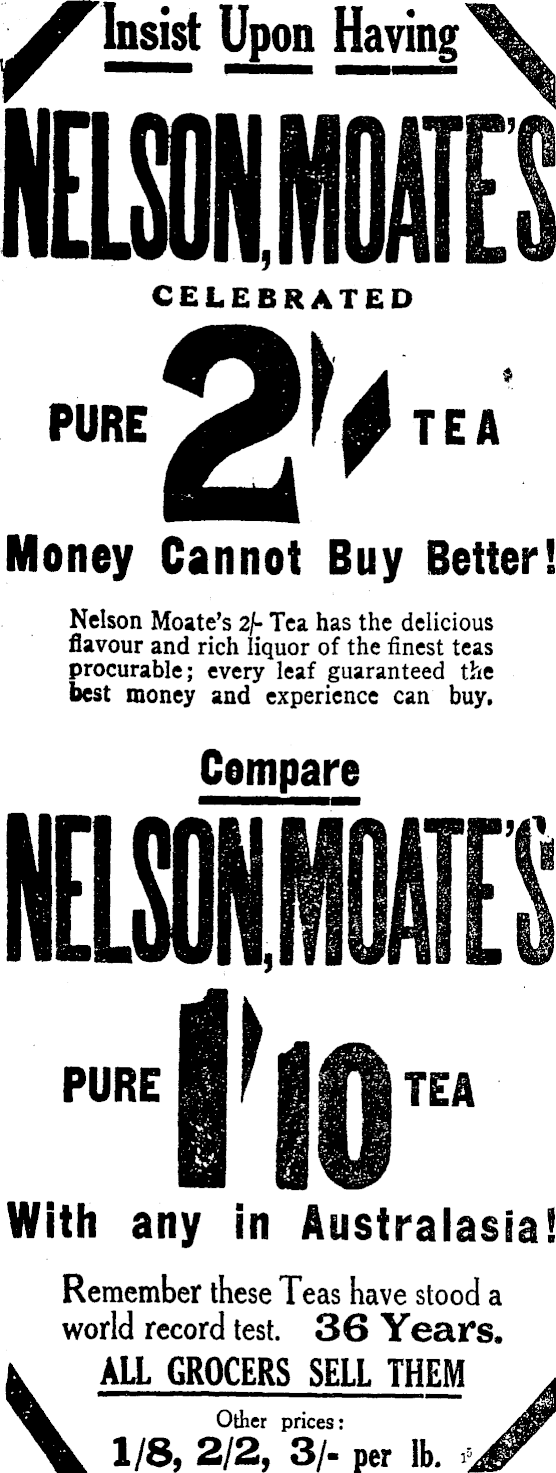 Insist Upon Having
NELSON, MOATE'S
CELEBRATED
PURE 2/- TEA
Money Cannot Buy Better!
Nelson Moate's 2/- Tea has the delicious
flavour and rich liquor of the finest teas
procurable; every leaf guaranteed the
best money and experience can buy.
Compare
NELSON, MOATE'S
PURE 1'10 TEA
With any in Australasia!
Remember these Teas have stood a
world record test. 36 Years.
ALL GROCERS SELL THEM
Other prices:
1/8, 2/2, 3/- per lb. 15